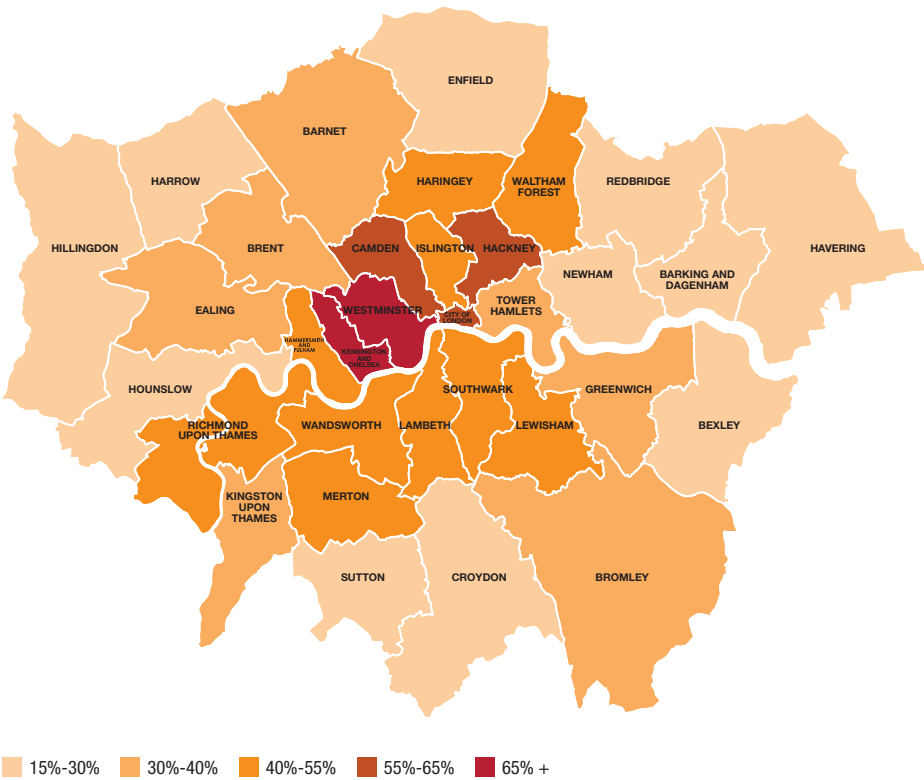 ENFIELD
BARNET
HARROW
HARINGEY
WALTHAM
FOREST
REDBRIDGE
HILLINGDON
BRENT
CAMDEN
ISLINGTON
HACKNEY
HAVERING
NEWHAM
BARKING AND
DAGENHAM
EALING
WESTMINSTER
CITY OF
LONDON
TOWER
HAMLETS
HAMMERSMITH
AND
FULHAM
KENSINGTON
AND
CHELSEA
HOUNSLOW
SOUTHWARK
GREENWICH
RICHMOND
UPON THAMES
WANDSWORTH
LAMBETH
LEWISHAM
BEXLEY
KINGSTON
UPON
THAMES
MERTON
SUTTON
CROYDON
BROMLEY
15%-30%
30%-40%
40%-55%
55%-65%
65% +